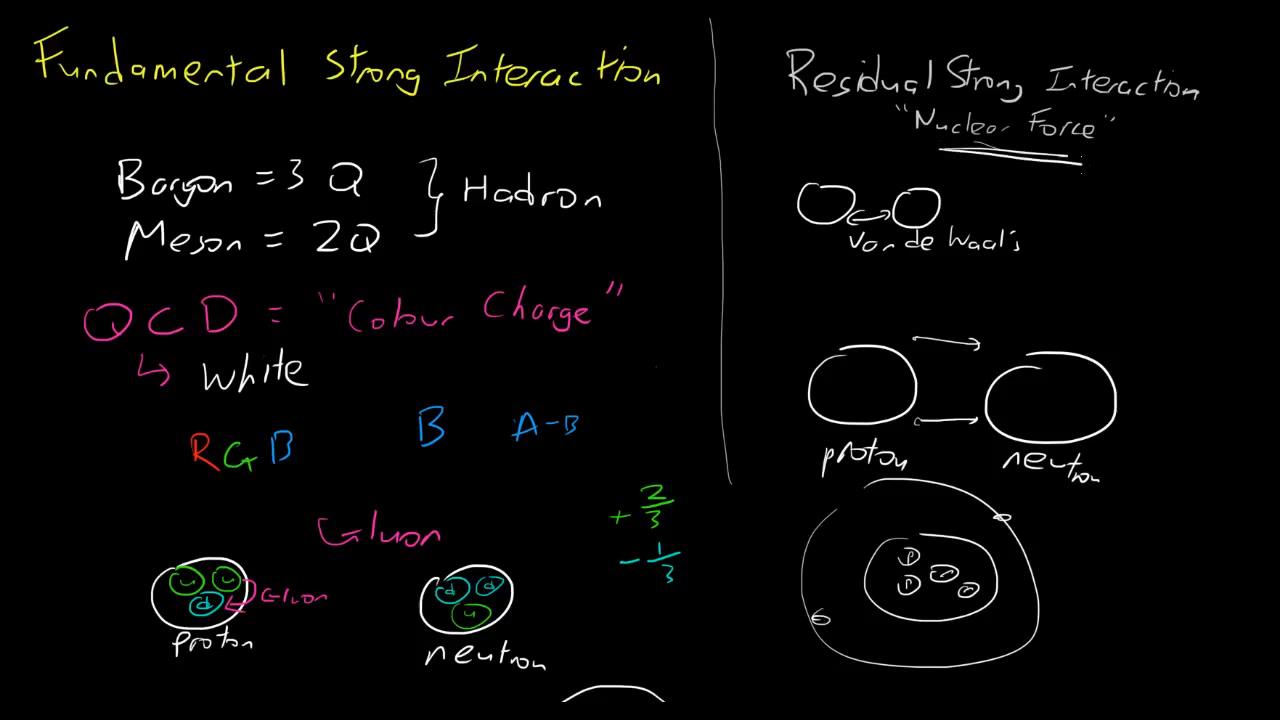 Fundamental Strong Interaction
Baryon = 3 Q
Meson = 2Q
} Hadron
QCD = "Colour Charge"
↳ White
R G B
B A-B
Gluon
+ 2/3
- 1/3
u u
d
Gluon
proton
d d
u
neutron
Residual Strong Interaction
"Nuclear Force"
Van de Waal's
proton
neutron
P
P n n